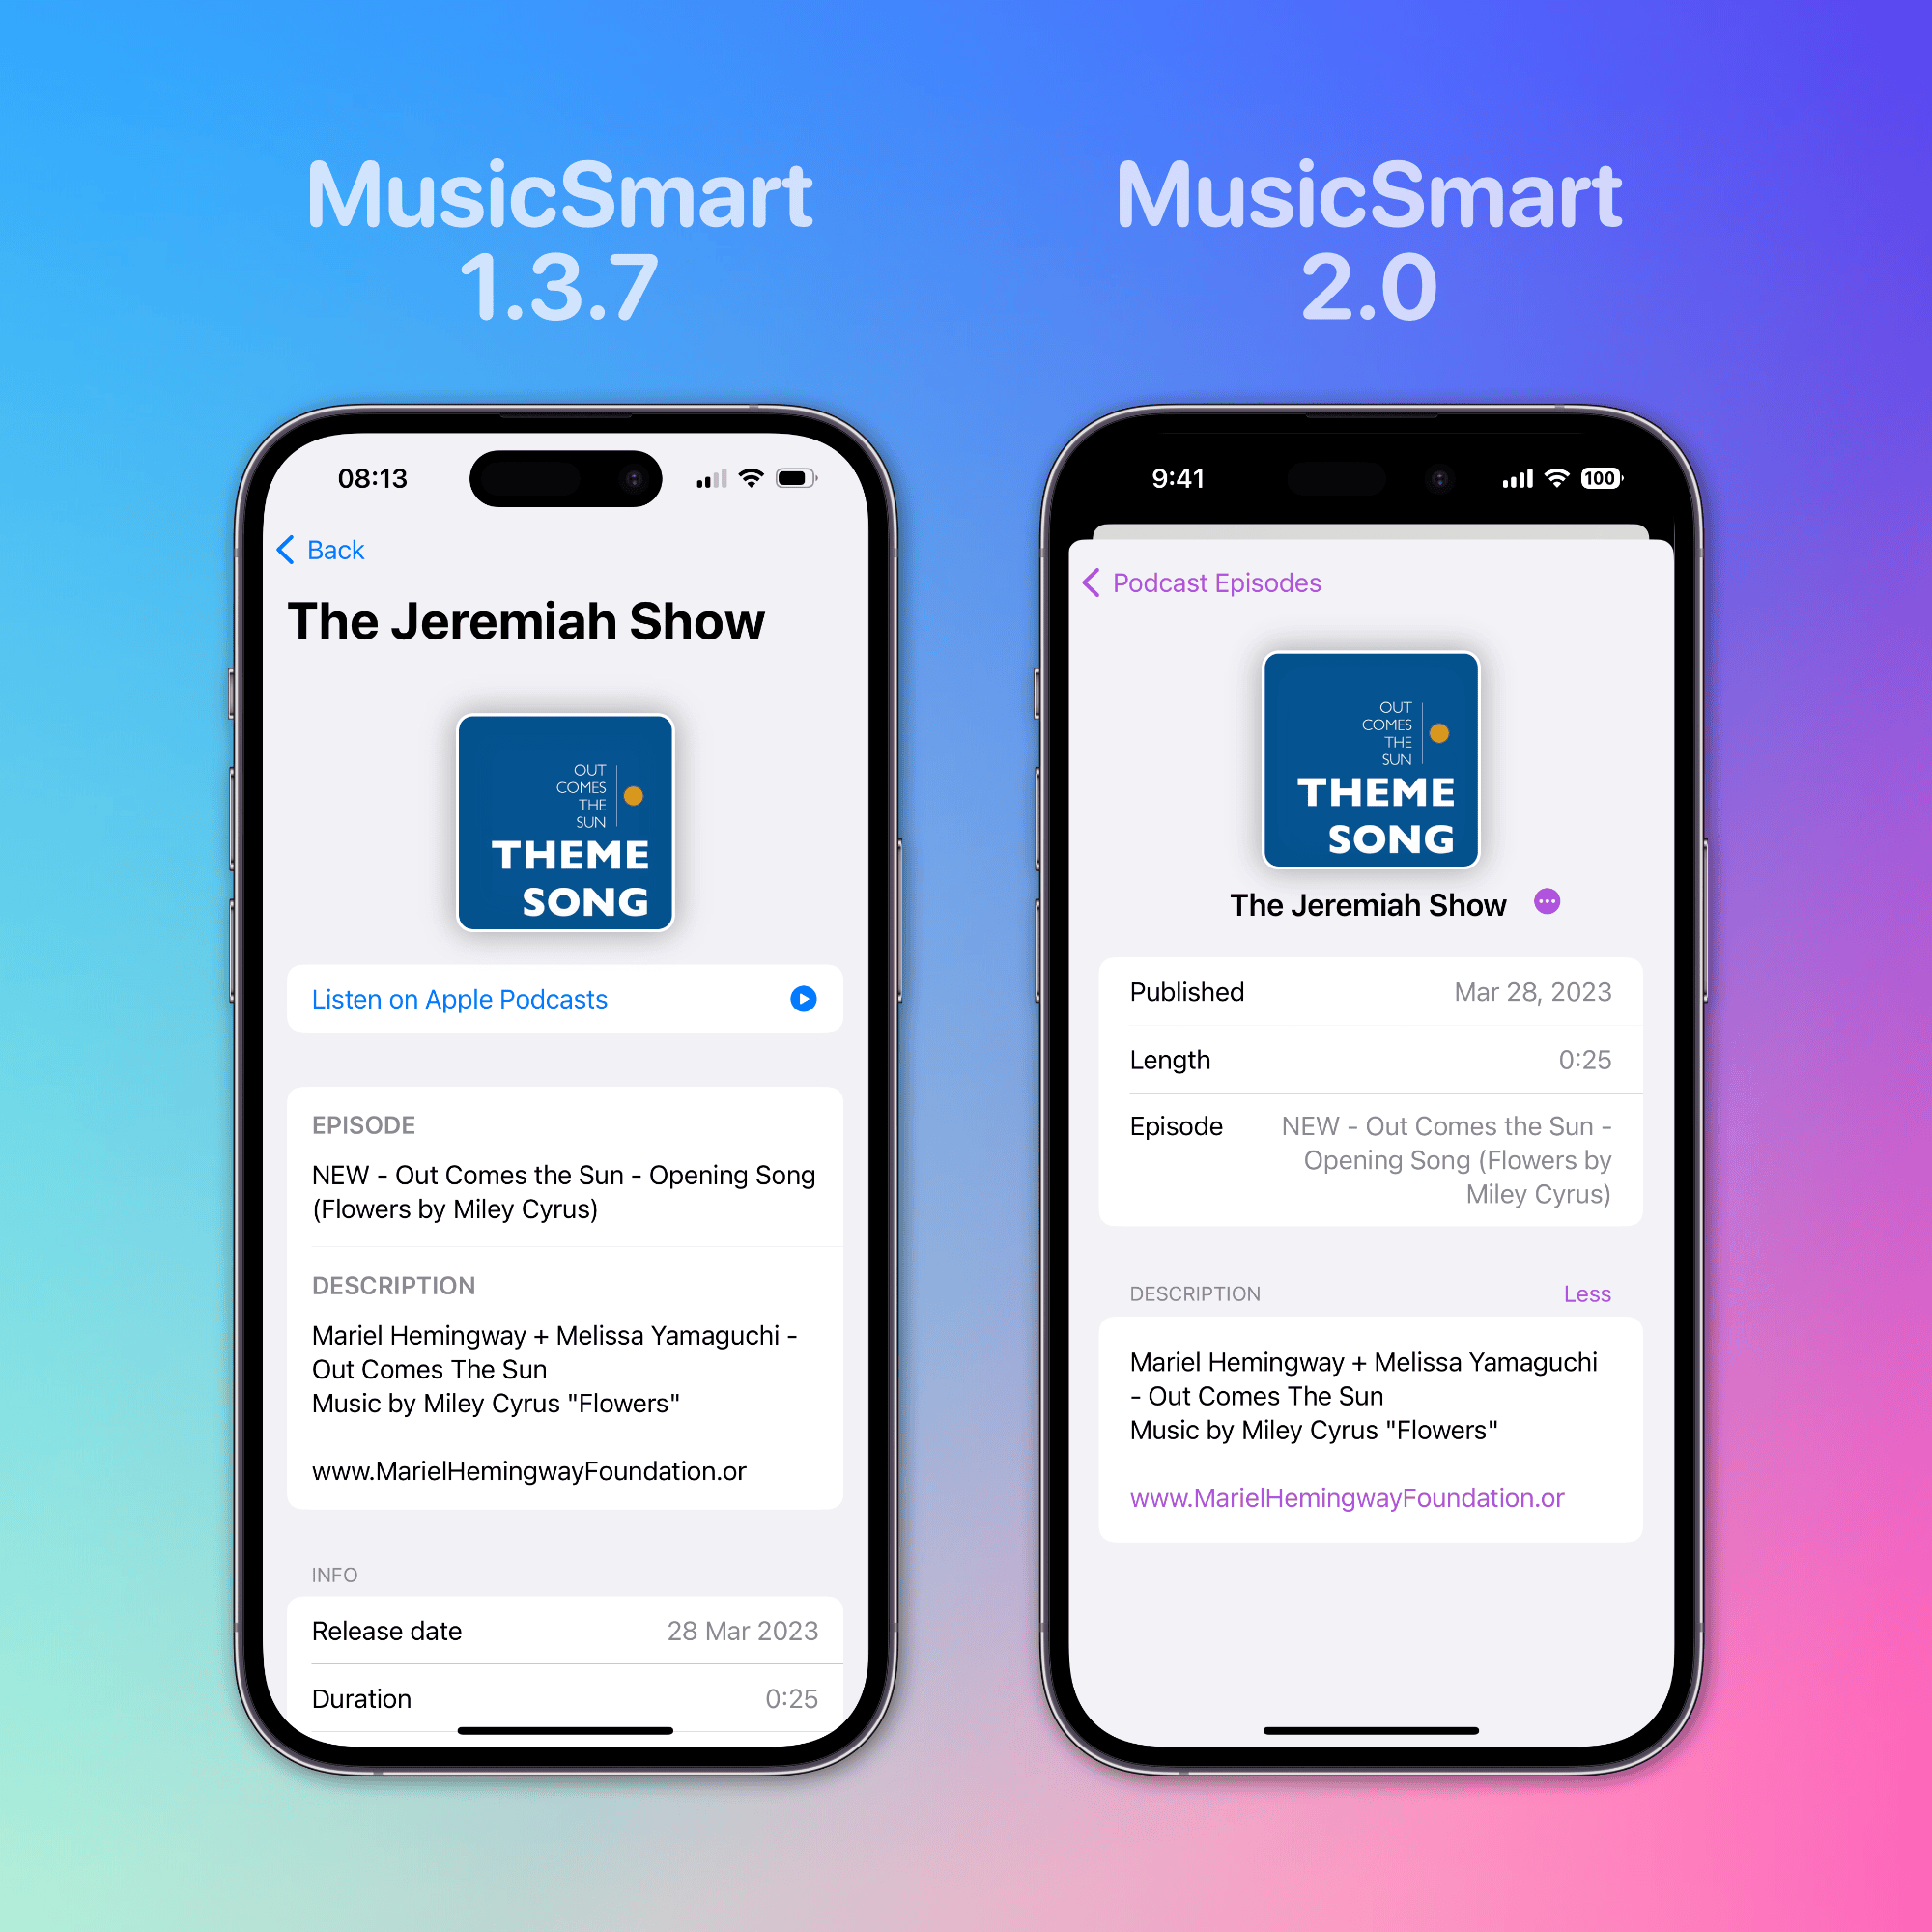 MusicSmart
1.3.7
MusicSmart
2.0
08:13
Back
The Jeremiah Show
OUT
COMES
THE
SUN
THEME
SONG
Listen on Apple Podcasts
EPISODE
NEW - Out Comes the Sun - Opening Song
(Flowers by Miley Cyrus)
DESCRIPTION
Mariel Hemingway + Melissa Yamaguchi -
Out Comes The Sun
Music by Miley Cyrus "Flowers"
www.MarielHemingwayFoundation.or
INFO
Release date 28 Mar 2023
Duration 0:25
9:41 100
Podcast Episodes
OUT
COMES
THE
SUN
THEME
SONG
The Jeremiah Show
Published Mar 28, 2023
Length 0:25
Episode NEW - Out Comes the Sun -
Opening Song (Flowers by
Miley Cyrus)
DESCRIPTION Less
Mariel Hemingway + Melissa Yamaguchi
- Out Comes The Sun
Music by Miley Cyrus "Flowers"
www.MarielHemingwayFoundation.or